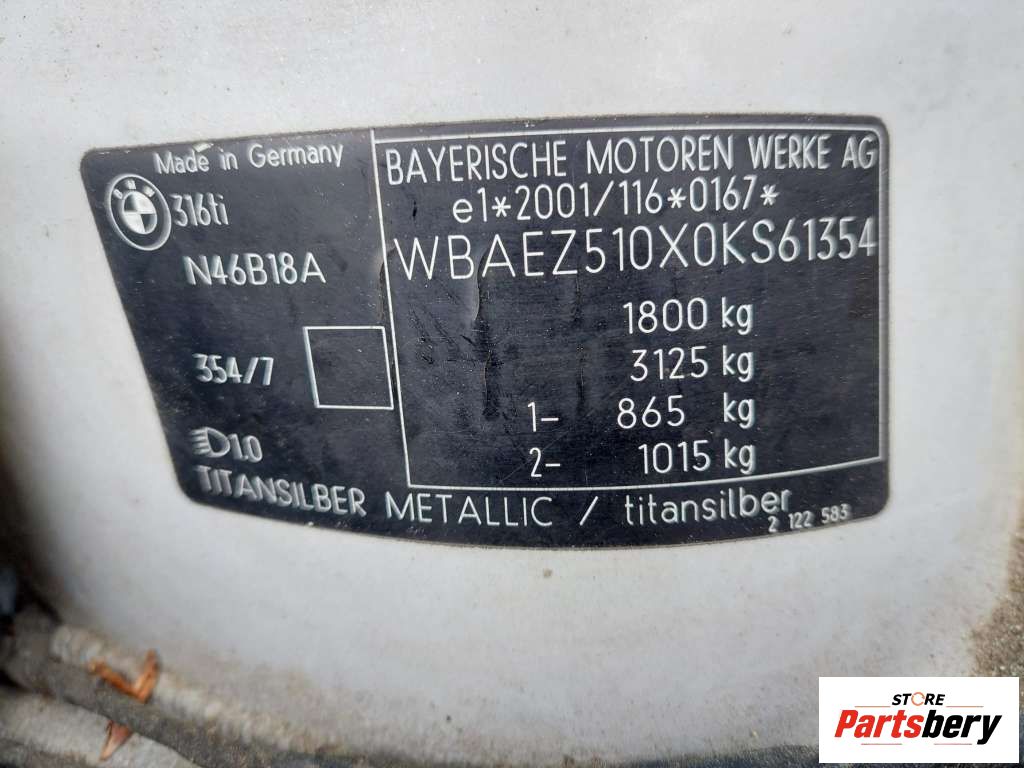 Made in Germany
316ti
N46B18A
354/7
1.0
BAYERISCHE MOTOREN WERKE AG
e1*2001/116*0167*
WBAEZ510X0KS61354
1800 kg
3125 kg
1- 865 kg
2- 1015 kg
TITANSILBER METALLIC / titansilber
2 122 583
STORE
Partsbery